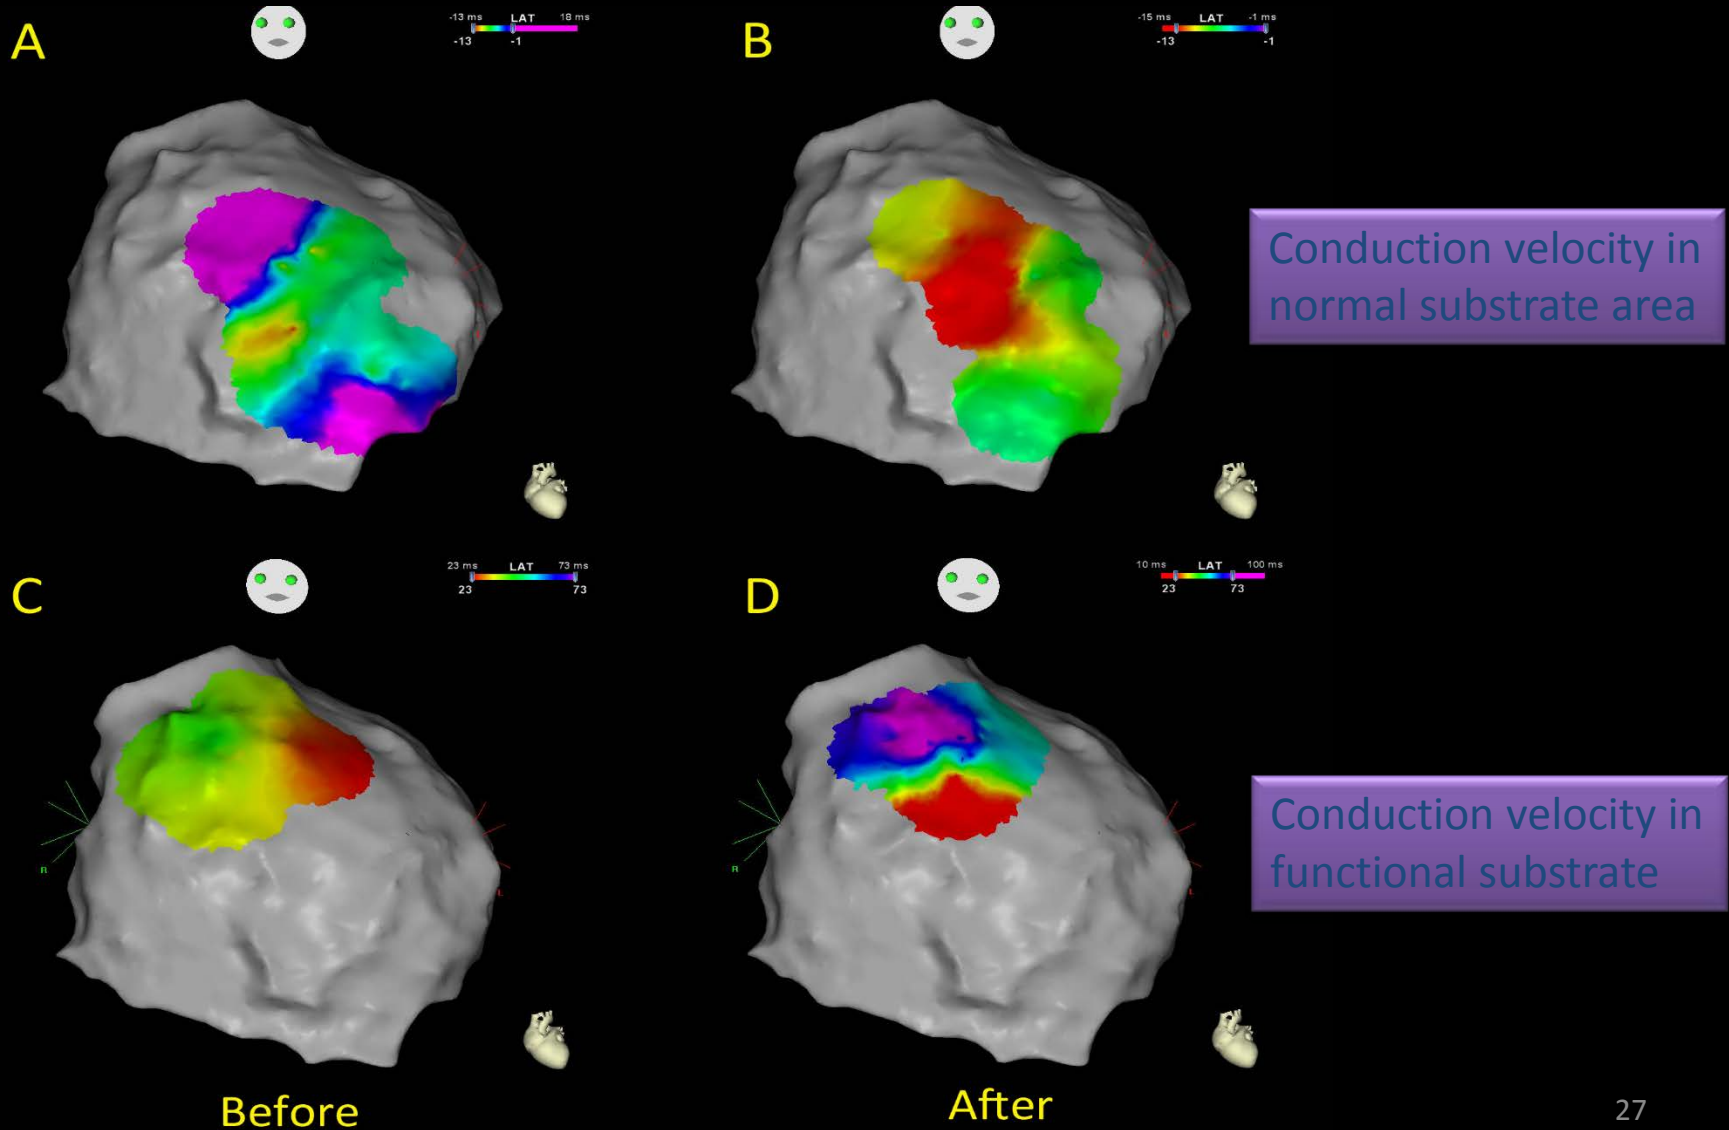 A
-13 ms LAT 18 ms
-13 -1
B
-15 ms LAT -1 ms
-13 -1
Conduction velocity in
normal substrate area
C
23 ms LAT 73 ms
23 73
D
10 ms LAT 100 ms
23 73
R
L
R
L
Conduction velocity in
functional substrate
Before
After
27